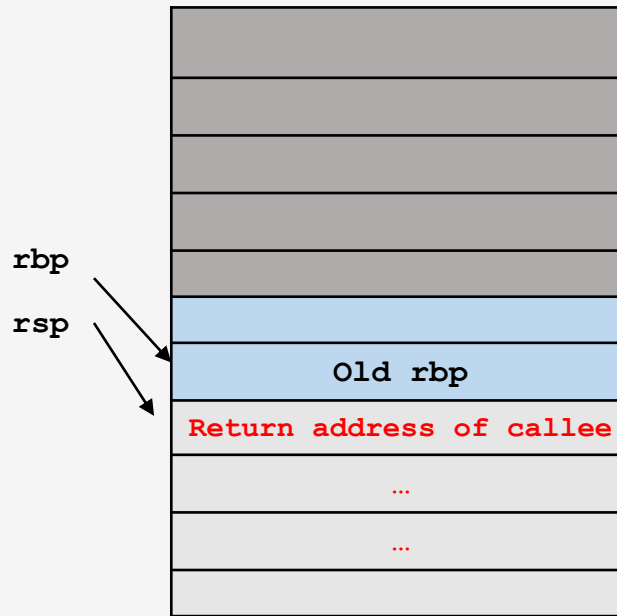 rbp
rsp
Old rbp
Return address of callee
…
…